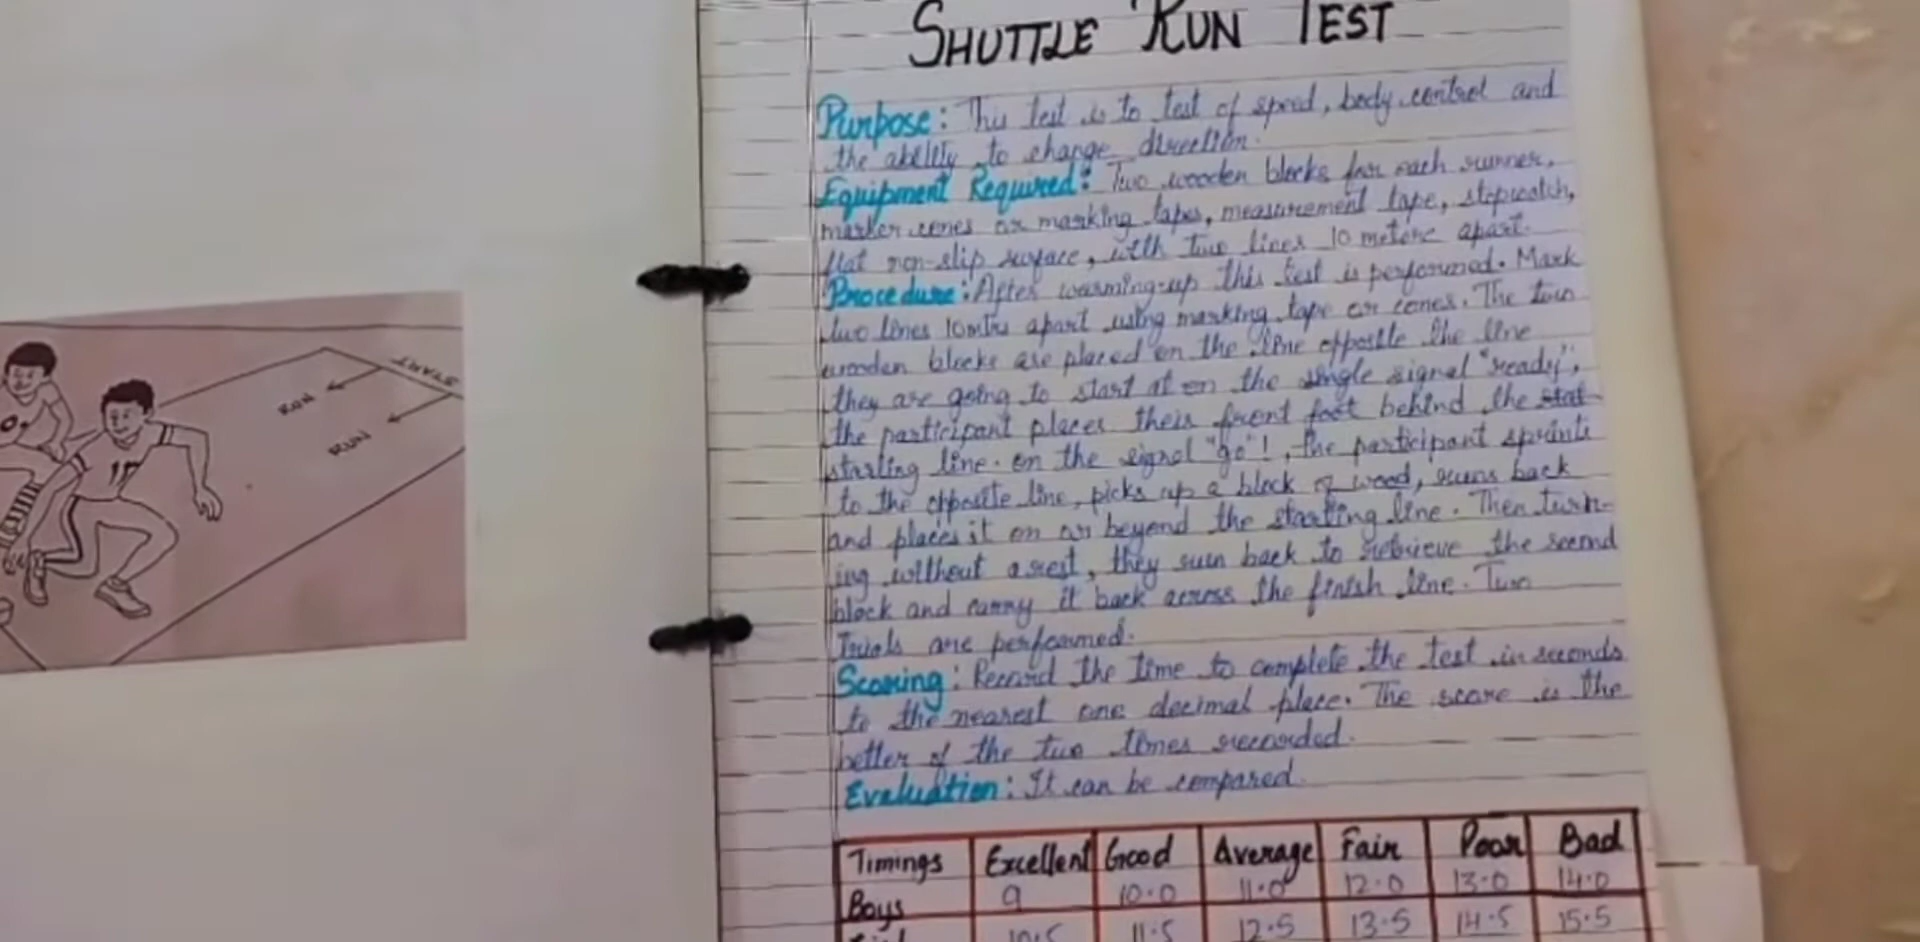 SHUTTLE RUN TEST
Purpose: This test is to test of speed, body control and
the ability to change direction.
Equipment Required: Two wooden blocks for each runner,
marker cones or marking tapes, measurement tape, stopwatch,
flat non-slip surface, with two lines 10 meters apart.
Procedure: After warming-up this test is performed. Mark
two lines 10mtrs apart using marking tape or cones. The two
wooden blocks are placed on the line opposite the line
they are going to start at on the single signal "ready",
the participant places their front foot behind the stat
starting line. on the signal "go"!, the participant sprints
to the opposite line, picks up a block of wood, runs back
and places it on or beyond the starting line. Then turn-
ing without a rest, they run back to retrieve the second
block and carry it back across the finish line. Two
Trials are performed.
Scoring: Record the time to complete the test in seconds
to the nearest one decimal place. The score is the
better of the two times recorded.
Evaluation: It can be compared.
Timings Excellent Good Average Fair Poor Bad
Boys 9 10.0 11.0 12.0 13.0 14.0
10.5 11.5 12.5 13.5 14.5 15.5
RUN
RUN